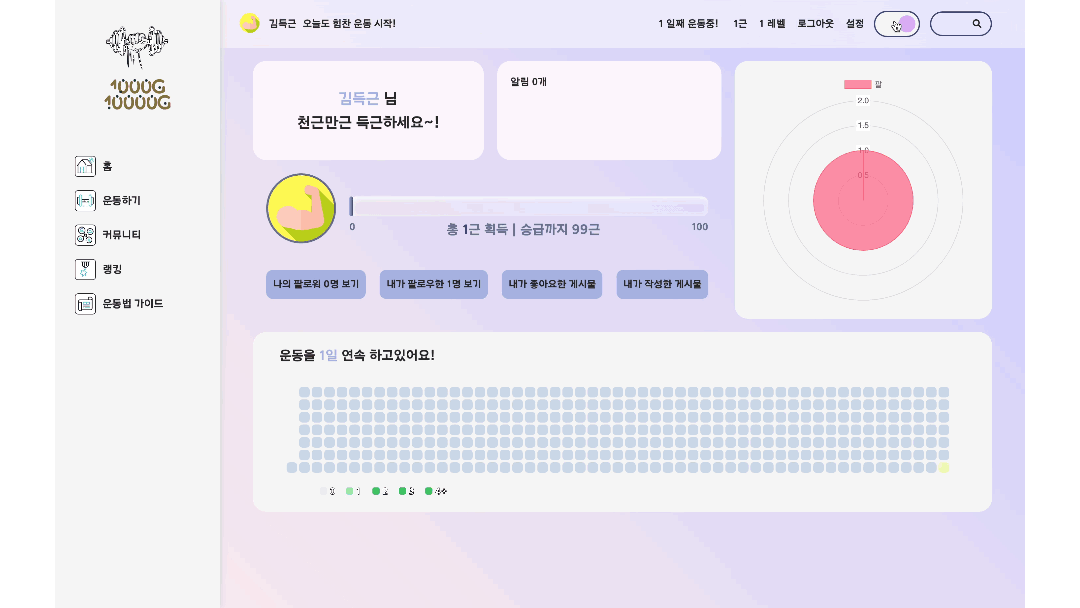 1000G
10000G
홈
운동하기
커뮤니티
랭킹
운동법 가이드
김득근 오늘도 힘찬 운동 시작!
1 일째 운동중! 1근 1 레벨 로그아웃 설정
김득근 님
천근만근 득근하세요~!
알림 0개
팔
2.0
1.5
1.0
0.5
0
총 1근 획득 | 승급까지 99근
100
나의 팔로워 0명 보기
내가 팔로우한 1명 보기
내가 좋아요한 게시물
내가 작성한 게시물
운동을 1일 연속 하고있어요!
0 1 2 3 4+